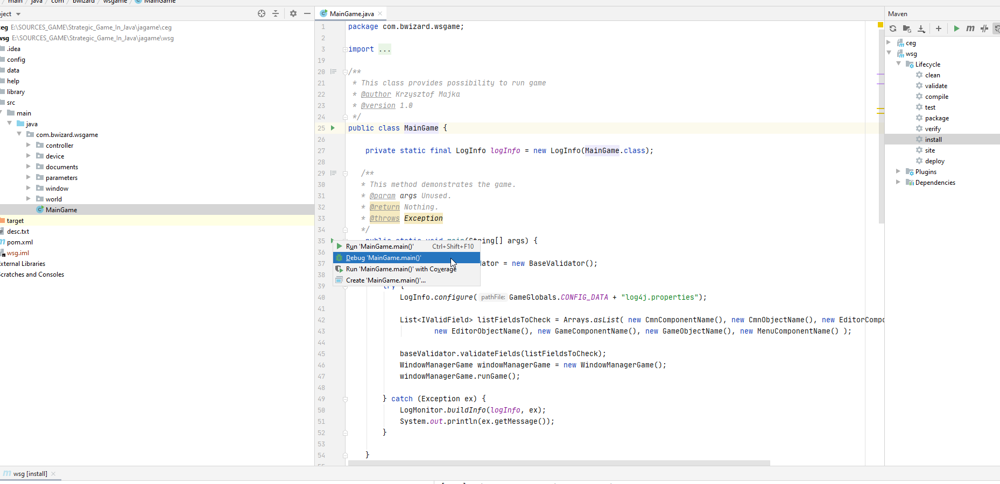 main / java / com / bwizard / wsgame / MainGame
ject
ceg E:\SOURCES_GAME\Strategic_Game_In_Java\jagame\ceg
wsg E:\SOURCES_GAME\Strategic_Game_In_Java\jagame\wsg
.idea
config
data
help
library
src
main
java
com.bwizard.wsgame
controller
device
documents
parameters
window
world
MainGame
target
desc.txt
pom.xml
wsg.iml
xternal Libraries
cratches and Consoles
MainGame.java
1 package com.bwizard.wsgame;
2
3 import ...
19
20 /**
21 * This class provides possibility to run game
22 * @author Krzysztof Majka
23 * @version 1.0
24 */
25 public class MainGame {
26
27 private static final LogInfo logInfo = new LogInfo(MainGame.class);
28
29 /**
30 * This method demonstrates the game.
31 * @param args Unused.
32 * @return Nothing.
33 * @throws Exception
34 */
35 public static void main(String[] args) {
36
37 ator = new BaseValidator();
38
39 try {
40 LogInfo.configure( pathFile: GameGlobals.CONFIG_DATA + "log4j.properties");
41
42 List<IValidField> listFieldsToCheck = Arrays.asList( new CmnComponentName(), new CmnObjectName(), new EditorCompo
43 new EditorObjectName(), new GameComponentName(), new GameObjectName(), new MenuComponentName() );
44
45 baseValidator.validateFields(listFieldsToCheck);
46 WindowManagerGame windowManagerGame = new WindowManagerGame();
47 windowManagerGame.runGame();
48
49 } catch (Exception ex) {
50 LogMonitor.buildInfo(logInfo, ex);
51 System.out.println(ex.getMessage());
52 }
53
54 }
Run 'MainGame.main()' Ctrl+Shift+F10
Debug 'MainGame.main()'
Run 'MainGame.main()' with Coverage
Create 'MainGame.main()'...
Maven
ceg
wsg
Lifecycle
clean
validate
compile
test
package
verify
install
site
deploy
Plugins
Dependencies
wsg [install]